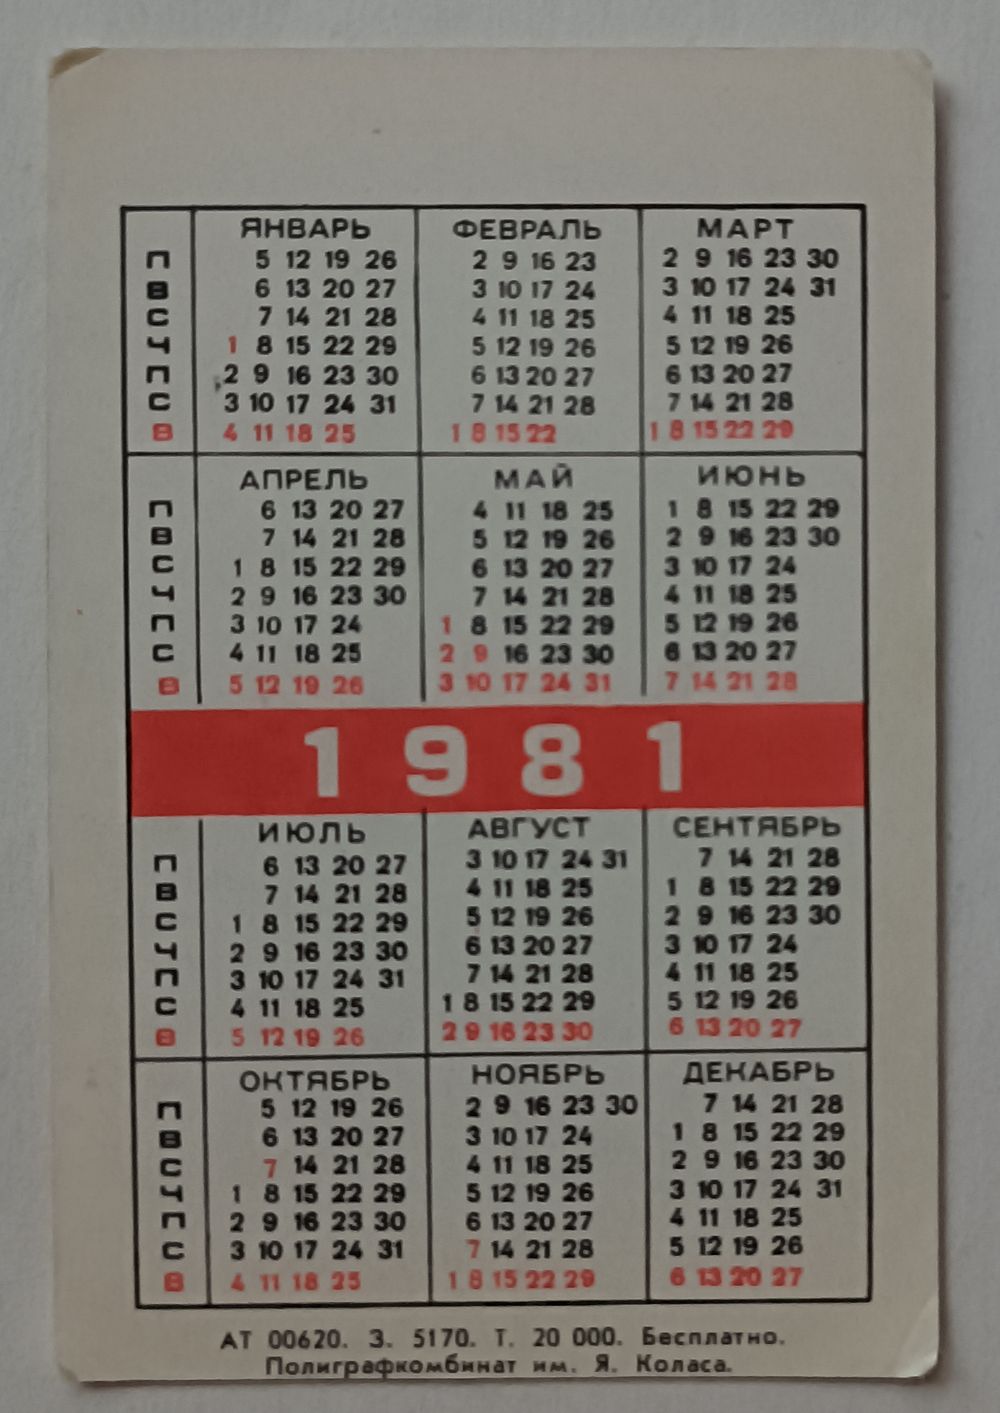 ЯНВАРЬ ФЕВРАЛЬ МАРТ
П 5 12 19 26 2 9 16 23 2 9 16 23 30
В 6 13 20 27 3 10 17 24 3 10 17 24 31
С 7 14 21 28 4 11 18 25 4 11 18 25
Ч 1 8 15 22 29 5 12 19 26 5 12 19 26
П 2 9 16 23 30 6 13 20 27 6 13 20 27
С 3 10 17 24 31 7 14 21 28 7 14 21 28
В 4 11 18 25 1 8 15 22 1 8 15 22 29
АПРЕЛЬ МАЙ ИЮНЬ
П 6 13 20 27 4 11 18 25 1 8 15 22 29
В 7 14 21 28 5 12 19 26 2 9 16 23 30
С 1 8 15 22 29 6 13 20 27 3 10 17 24
Ч 2 9 16 23 30 7 14 21 28 4 11 18 25
П 3 10 17 24 1 8 15 22 29 5 12 19 26
С 4 11 18 25 2 9 16 23 30 6 13 20 27
В 5 12 19 26 3 10 17 24 31 7 14 21 28
1981
ИЮЛЬ АВГУСТ СЕНТЯБРЬ
П 6 13 20 27 3 10 17 24 31 7 14 21 28
В 7 14 21 28 4 11 18 25 1 8 15 22 29
С 1 8 15 22 29 5 12 19 26 2 9 16 23 30
Ч 2 9 16 23 30 6 13 20 27 3 10 17 24
П 3 10 17 24 31 7 14 21 28 4 11 18 25
С 4 11 18 25 1 8 15 22 29 5 12 19 26
В 5 12 19 26 2 9 16 23 30 6 13 20 27
ОКТЯБРЬ НОЯБРЬ ДЕКАБРЬ
П 5 12 19 26 2 9 16 23 30 7 14 21 28
В 6 13 20 27 3 10 17 24 1 8 15 22 29
С 7 14 21 28 4 11 18 25 2 9 16 23 30
Ч 1 8 15 22 29 5 12 19 26 3 10 17 24 31
П 2 9 16 23 30 6 13 20 27 4 11 18 25
С 3 10 17 24 31 7 14 21 28 5 12 19 26
В 4 11 18 25 1 8 15 22 29 6 13 20 27
АТ 00620. З. 5170. Т. 20 000. Бесплатно.
Полиграфкомбинат им. Я. Коласа.